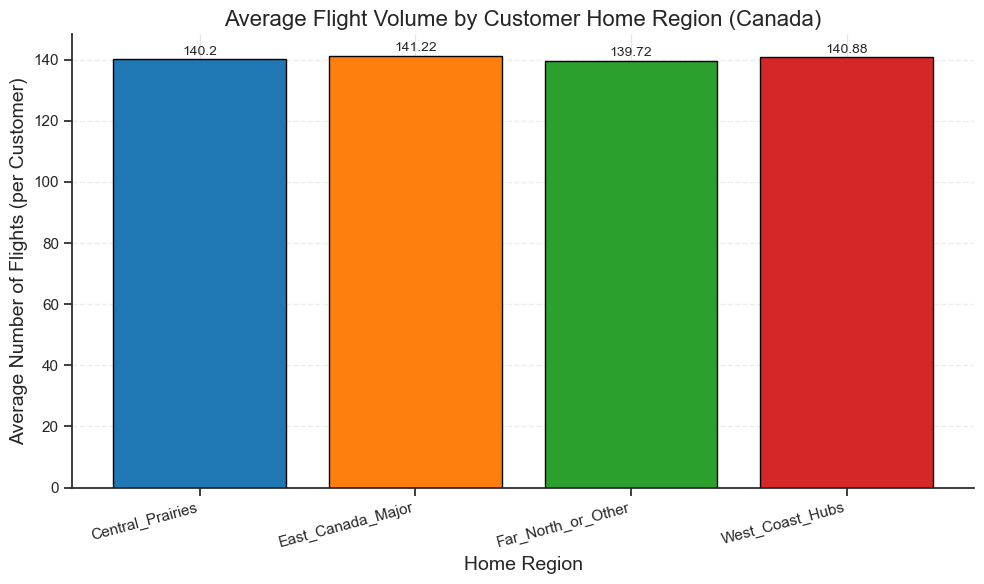 Average Flight Volume by Customer Home Region (Canada)
Average Number of Flights (per Customer)
140
120
100
80
60
40
20
0
140.2
141.22
139.72
140.88
Central_Prairies
East_Canada_Major
Far_North_or_Other
West_Coast_Hubs
Home Region